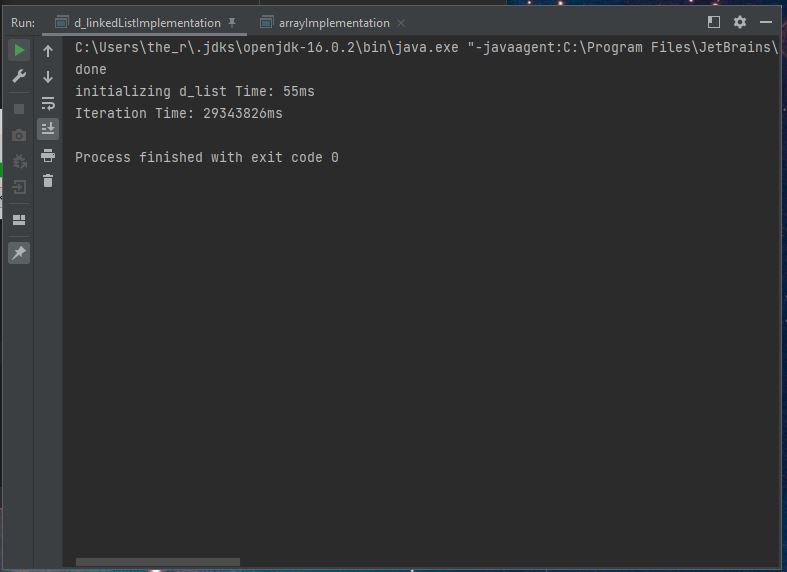 Run: d_linkedListImplementation arrayImplementation
C:\Users\the_r\.jdks\openjdk-16.0.2\bin\java.exe "-javaagent:C:\Program Files\JetBrains\
done
initializing d_list Time: 55ms
Iteration Time: 29343826ms
Process finished with exit code 0